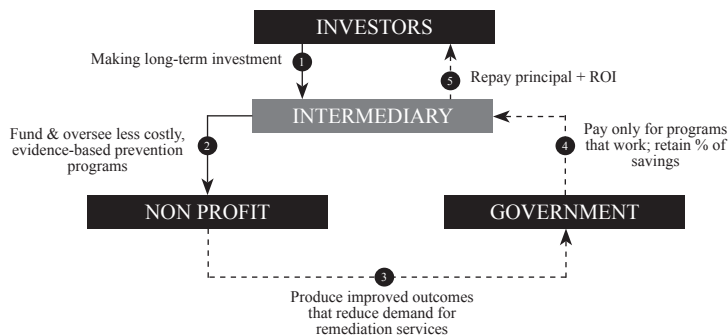 INVESTORS
Making long-term investment
1
5
Repay principal + ROI
INTERMEDIARY
Fund & oversee less costly,
evidence-based prevention
programs
2
4
Pay only for programs
that work; retain % of
savings
NON PROFIT
GOVERNMENT
3
Produce improved outcomes
that reduce demand for
remediation services